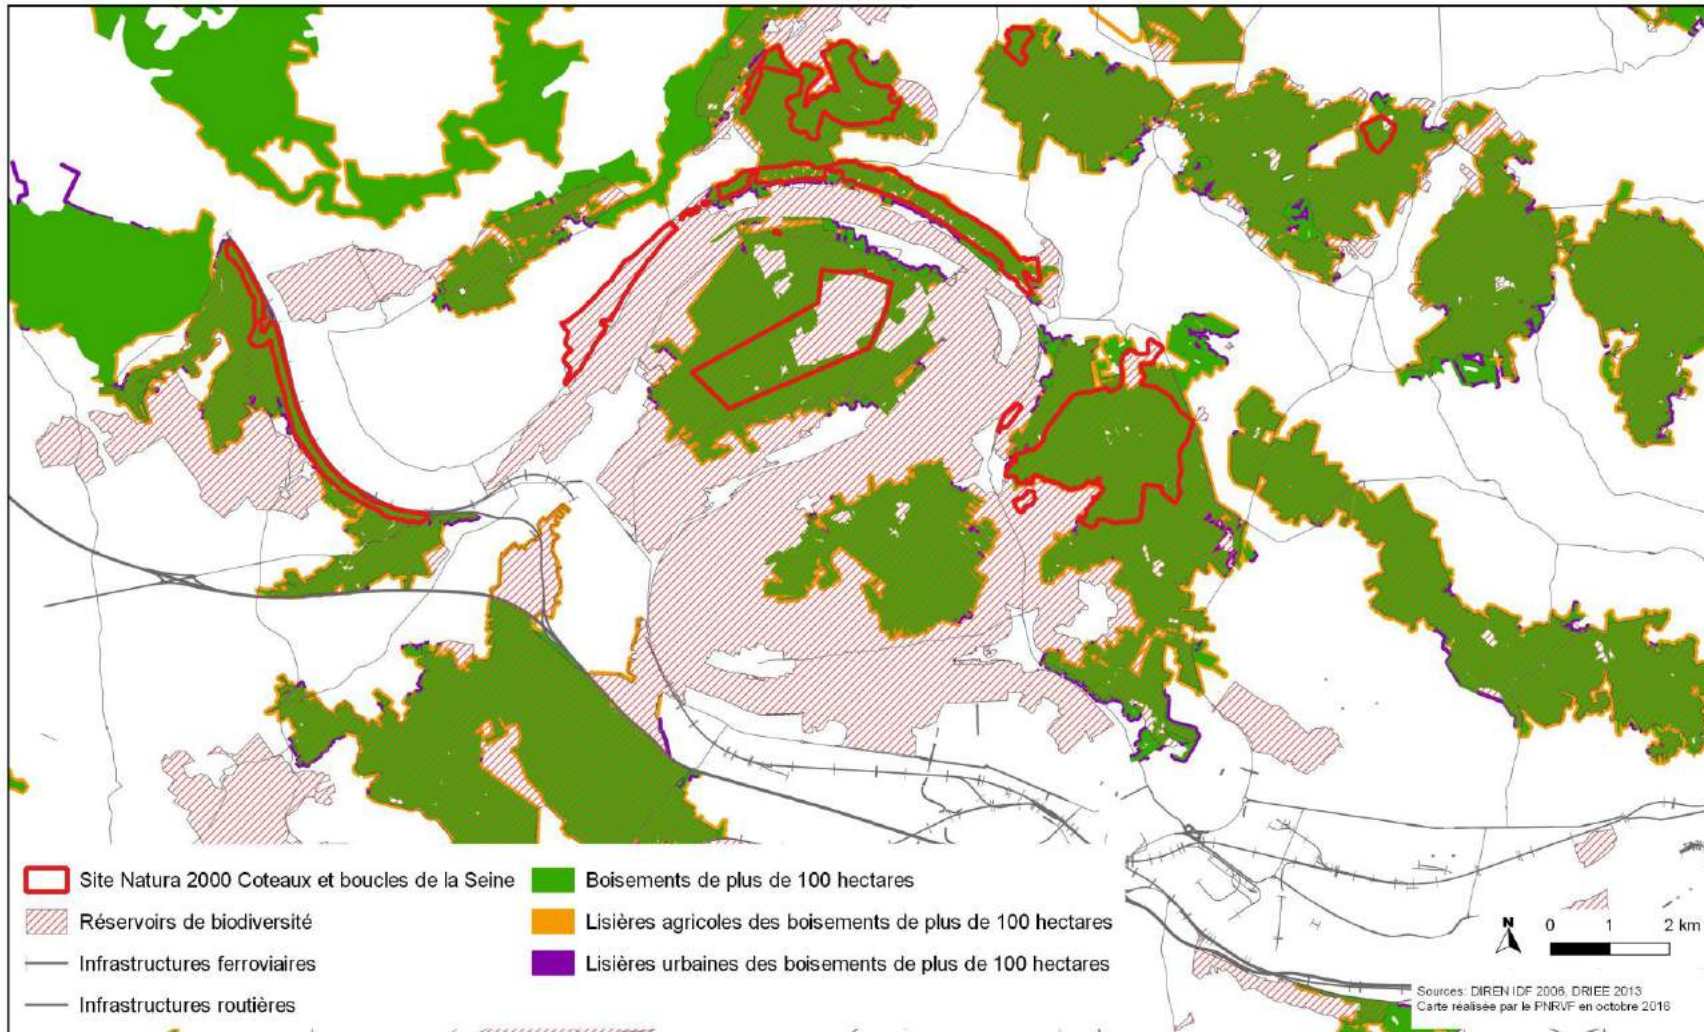 Site Natura 2000 Coteaux et boucles de la Seine
Réservoirs de biodiversité
Infrastructures ferroviaires
Infrastructures routières
Boisements de plus de 100 hectares
Lisières agricoles des boisements de plus de 100 hectares
Lisières urbaines des boisements de plus de 100 hectares
N
0 1 2 km
Sources: DIREN IDF 2006, DRIEE 2013
Carte réalisée par le PNRVF en octobre 2016